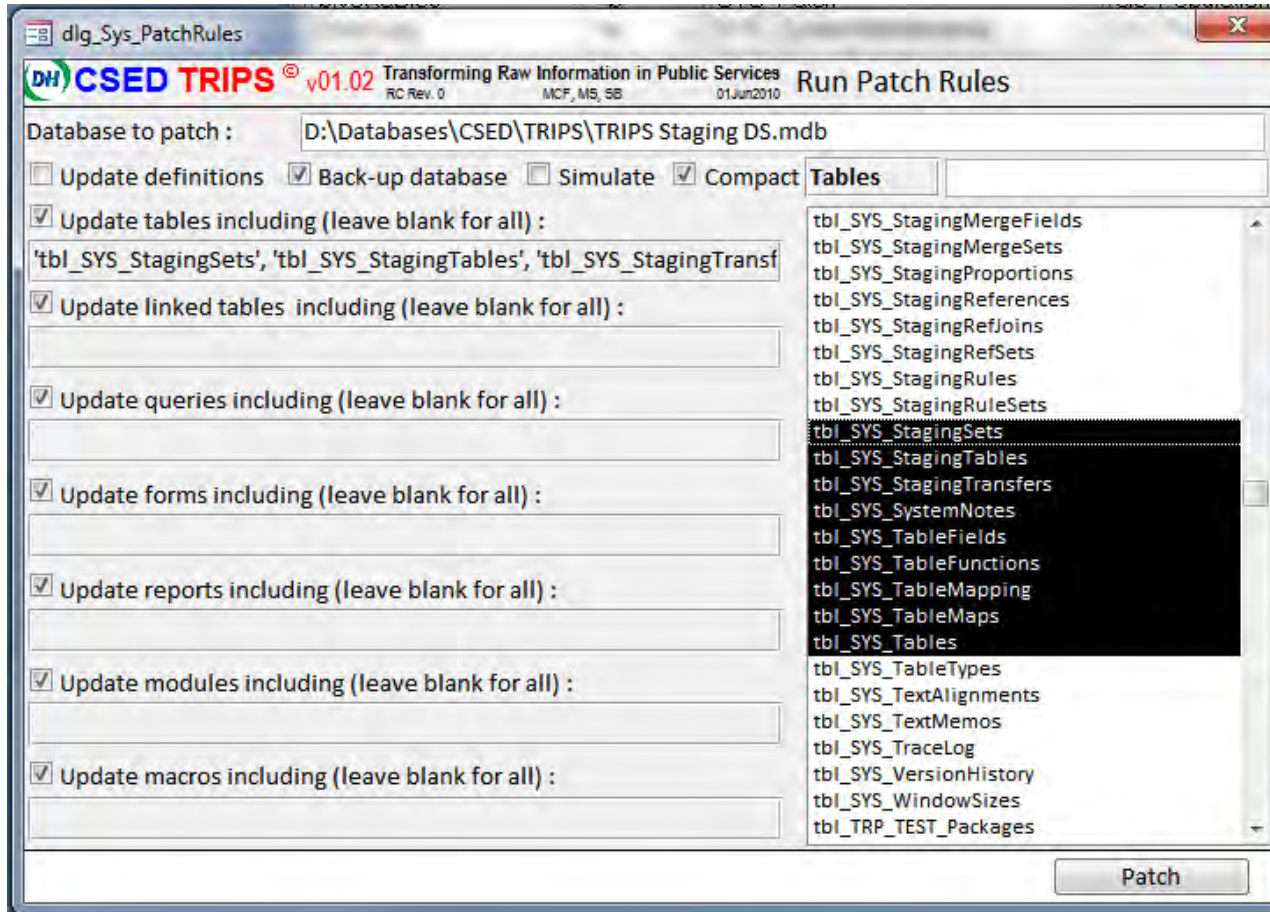 dlg_Sys_PatchRules
DH CSED TRIPS © v01.02 Transforming Raw Information in Public Services Run Patch Rules
RC Rev. 0 MCF, MS, SB 01Jun2010
Database to patch : D:\Databases\CSED\TRIPS\TRIPS Staging DS.mdb
Update definitions Back-up database Simulate Compact Tables
Update tables including (leave blank for all) :
'tbl_SYS_StagingSets', 'tbl_SYS_StagingTables', 'tbl_SYS_StagingTransf
Update linked tables including (leave blank for all) :
Update queries including (leave blank for all) :
Update forms including (leave blank for all) :
Update reports including (leave blank for all) :
Update modules including (leave blank for all) :
Update macros including (leave blank for all) :
tbl_SYS_StagingMergeFields
tbl_SYS_StagingMergeSets
tbl_SYS_StagingProportions
tbl_SYS_StagingReferences
tbl_SYS_StagingRefJoins
tbl_SYS_StagingRefSets
tbl_SYS_StagingRules
tbl_SYS_StagingRuleSets
tbl_SYS_StagingSets
tbl_SYS_StagingTables
tbl_SYS_StagingTransfers
tbl_SYS_SystemNotes
tbl_SYS_TableFields
tbl_SYS_TableFunctions
tbl_SYS_TableMapping
tbl_SYS_TableMaps
tbl_SYS_Tables
tbl_SYS_TableTypes
tbl_SYS_TextAlignments
tbl_SYS_TextMemos
tbl_SYS_TraceLog
tbl_SYS_VersionHistory
tbl_SYS_WindowSizes
tbl_TRP_TEST_Packages
Patch